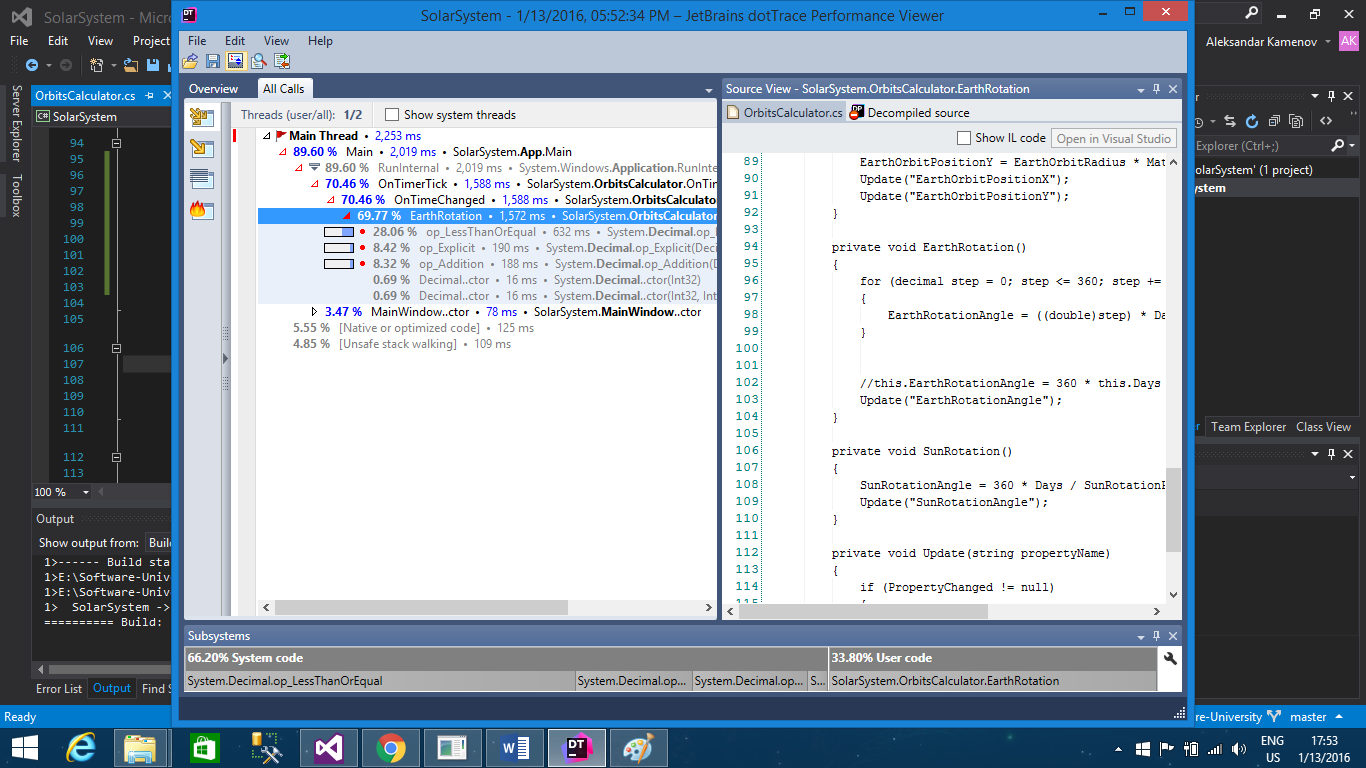 SolarSystem - Micro
SolarSystem - 1/13/2016, 05:52:34 PM – JetBrains dotTrace Performance Viewer
File Edit View Project
File Edit View Help
Aleksandar Kamenov AK
Server Explorer
Toolbox
OrbitsCalculator.cs
C# SolarSystem
94
95
96
97
98
99
100
101
102
103
104
105
106
107
108
109
110
111
112
113
100 %
Output
Show output from: Build
1>------ Build sta
1>E:\Software-Univ
1>E:\Software-Univ
1> SolarSystem ->
========== Build:
Error List Output Find S
Ready
Overview All Calls
Threads (user/all): 1/2 Show system threads
Main Thread • 2,253 ms
89.60 % Main • 2,019 ms • SolarSystem.App.Main
89.60 % RunInternal • 2,019 ms • System.Windows.Application.RunInter
70.46 % OnTimerTick • 1,588 ms • SolarSystem.OrbitsCalculator.OnTim
70.46 % OnTimeChanged • 1,588 ms • SolarSystem.OrbitsCalculator
69.77 % EarthRotation • 1,572 ms • SolarSystem.OrbitsCalculator
28.06 % op_LessThanOrEqual • 632 ms • System.Decimal.op_L
8.42 % op_Explicit • 190 ms • System.Decimal.op_Explicit(Deci
8.32 % op_Addition • 188 ms • System.Decimal.op_Addition(D
0.69 % Decimal..ctor • 16 ms • System.Decimal..ctor(Int32)
0.69 % Decimal..ctor • 16 ms • System.Decimal..ctor(Int32, Int
3.47 % MainWindow..ctor • 78 ms • SolarSystem.MainWindow..ctor
5.55 % [Native or optimized code] • 125 ms
4.85 % [Unsafe stack walking] • 109 ms
Source View - SolarSystem.OrbitsCalculator.EarthRotation
OrbitsCalculator.cs DP Decompiled source
Show IL code Open in Visual Studio
89 EarthOrbitPositionY = EarthOrbitRadius * Mat
90 Update("EarthOrbitPositionX");
91 Update("EarthOrbitPositionY");
92 }
93
94 private void EarthRotation()
95 {
96 for (decimal step = 0; step <= 360; step +=
97 {
98 EarthRotationAngle = ((double)step) * Da
99 }
100
101
102 //this.EarthRotationAngle = 360 * this.Days
103 Update("EarthRotationAngle");
104 }
105
106 private void SunRotation()
107 {
108 SunRotationAngle = 360 * Days / SunRotationP
109 Update("SunRotationAngle");
110 }
111
112 private void Update(string propertyName)
113 {
114 if (PropertyChanged != null)
115 {
Subsystems
66.20% System code 33.80% User code
System.Decimal.op_LessThanOrEqual System.Decimal.op... System.Decimal.op... S... SolarSystem.OrbitsCalculator.EarthRotation
Explorer (Ctrl+;)
olarSystem' (1 project)
ystem
er Team Explorer Class View
re-University master
DT
ENG
US
17:53
1/13/2016